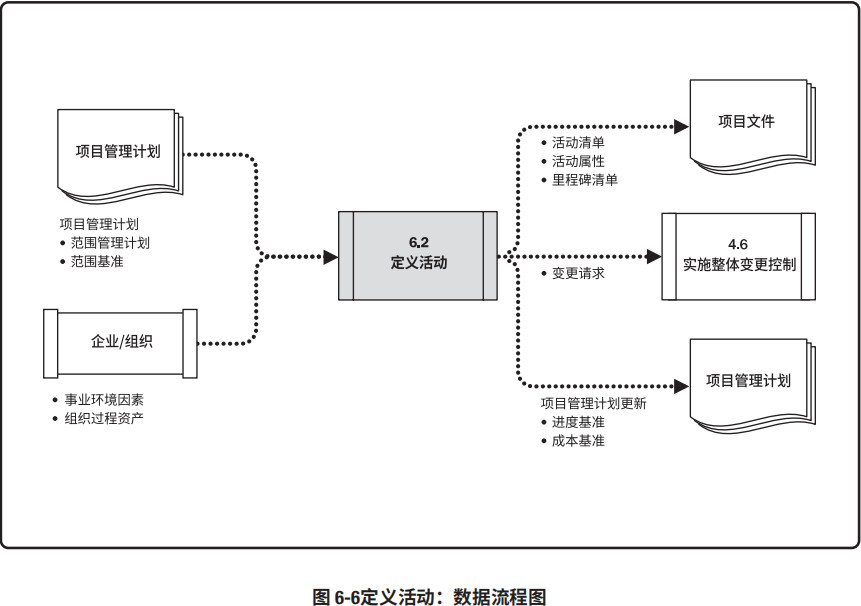 项目管理计划
项目管理计划
• 范围管理计划
• 范围基准
企业/组织
• 事业环境因素
• 组织过程资产
6.2
定义活动
• 活动清单
• 活动属性
• 里程碑清单
项目文件
• 变更请求
4.6
实施整体变更控制
项目管理计划更新
• 进度基准
• 成本基准
项目管理计划
图 6-6定义活动：数据流程图